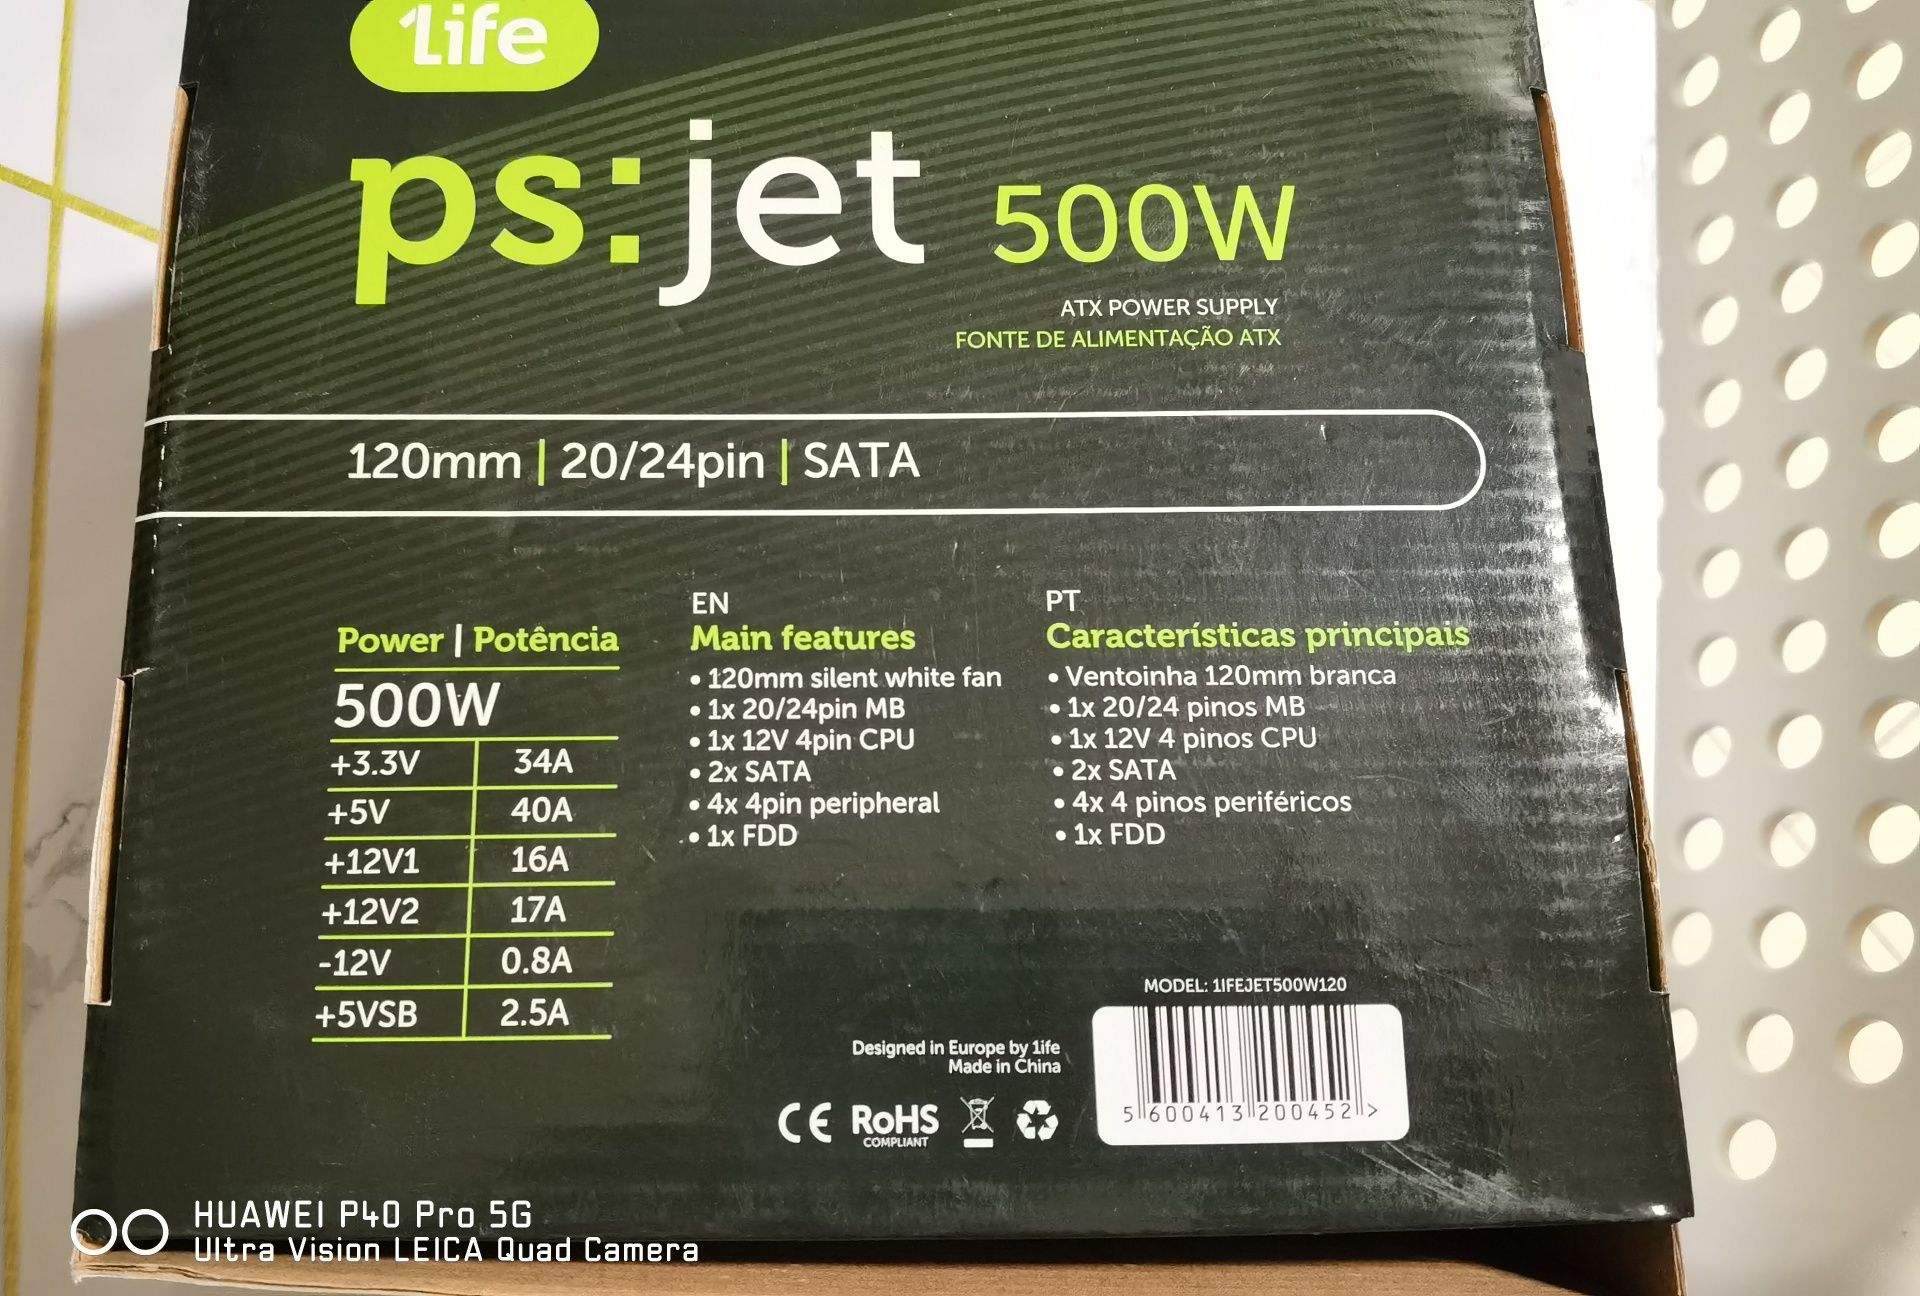 1life
ps:jet 500W
ATX POWER SUPPLY
FONTE DE ALIMENTAÇÃO ATX
120mm | 20/24pin | SATA
Power | Potência
500W
+3.3V 34A
+5V 40A
+12V1 16A
+12V2 17A
-12V 0.8A
+5VSB 2.5A
EN
Main features
• 120mm silent white fan
• 1x 20/24pin MB
• 1x 12V 4pin CPU
• 2x SATA
• 4x 4pin peripheral
• 1x FDD
PT
Características principais
• Ventoinha 120mm branca
• 1x 20/24 pinos MB
• 1x 12V 4 pinos CPU
• 2x SATA
• 4x 4 pinos periféricos
• 1x FDD
MODEL: 1IFEJET500W120
5 600413 200452 >
Designed in Europe by 1ife
Made in China
CE RoHS
COMPLIANT
HUAWEI P40 Pro 5G
Ultra Vision LEICA Quad Camera